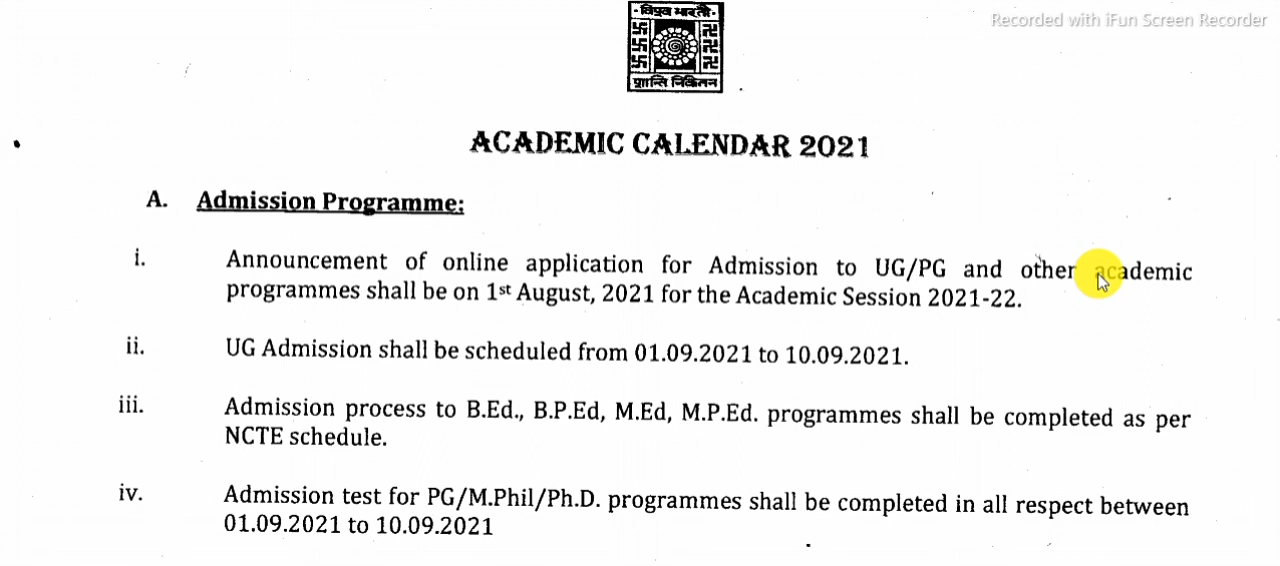 विश्व भारती
Recorded with iFun Screen Recorder
ACADEMIC CALENDAR 2021
A. Admission Programme:
i. Announcement of online application for Admission to UG/PG and other academic
programmes shall be on 1st August, 2021 for the Academic Session 2021-22.
ii. UG Admission shall be scheduled from 01.09.2021 to 10.09.2021.
iii. Admission process to B.Ed., B.P.Ed, M.Ed, M.P.Ed. programmes shall be completed as per
NCTE schedule.
iv. Admission test for PG/M.Phil/Ph.D. programmes shall be completed in all respect between
01.09.2021 to 10.09.2021